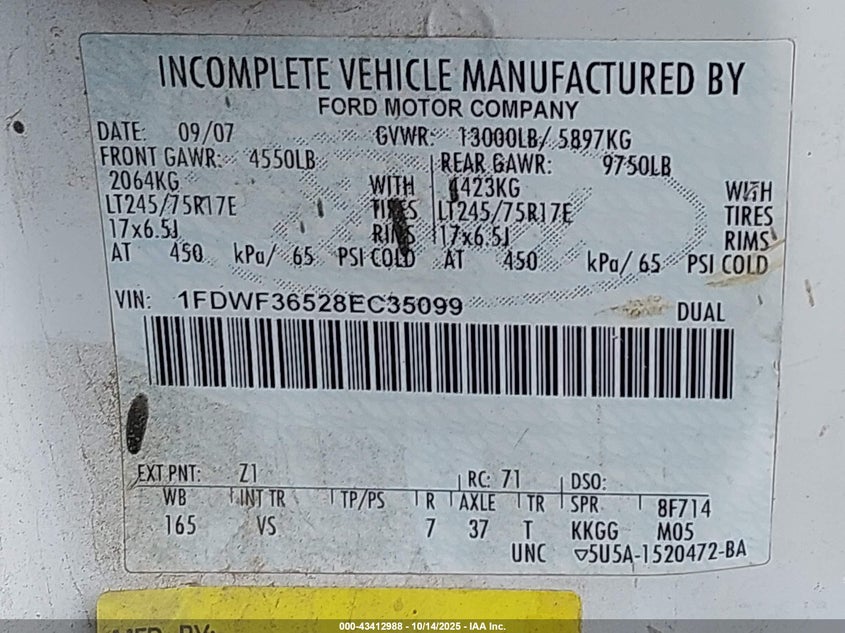 INCOMPLETE VEHICLE MANUFACTURED BY
FORD MOTOR COMPANY
DATE: 09/07 GVWR: 13000LB/ 5897KG
FRONT GAWR: 4550LB REAR GAWR: 9750LB
2064KG WITH 4423KG WITH
LT245/75R17E TIRES LT245/75R17E TIRES
17x6.5J RIMS 17x6.5J RIMS
AT 450 kPa/ 65 PSI COLD AT 450 kPa/ 65 PSI COLD
VIN: 1FDWF36528EC35099 DUAL
EXT PNT: Z1 RC: 71 DSO:
WB INT TR TP/PS R AXLE TR SPR 8F714
165 VS 7 37 T KKGG M05
UNC ▽5U5A-1520472-BA
MFD BY:
000-43412988 - 10/14/2025 - IAA Inc.